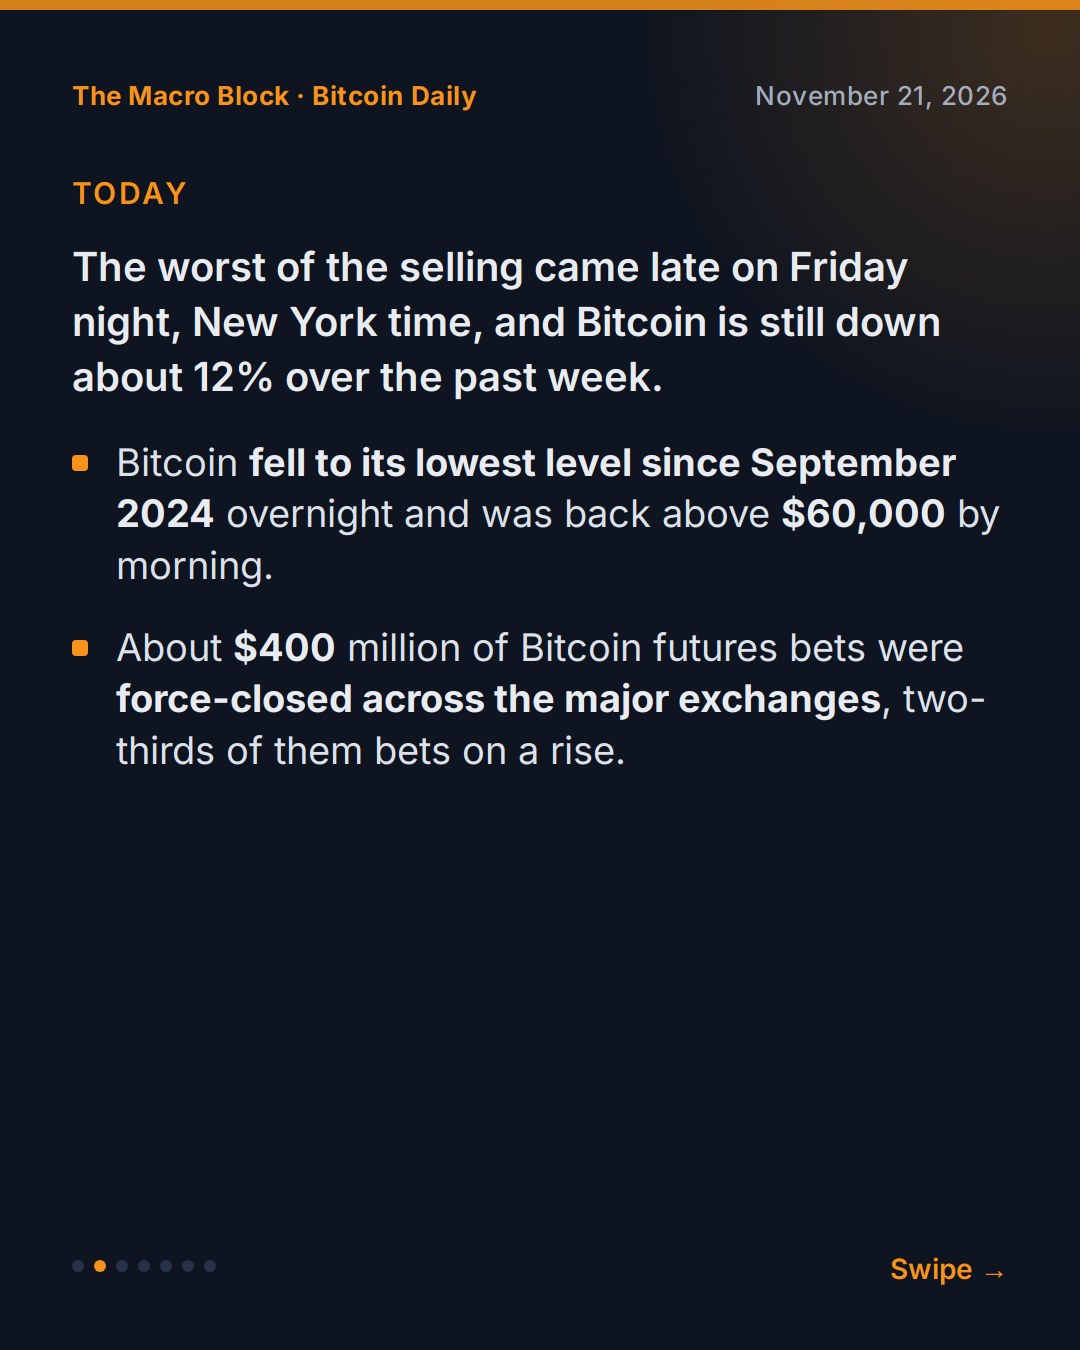 The Macro Block · Bitcoin Daily
November 21, 2026
TODAY
The worst of the selling came late on Friday
night, New York time, and Bitcoin is still down
about 12% over the past week.
Bitcoin fell to its lowest level since September
2024 overnight and was back above $60,000 by
morning.
About $400 million of Bitcoin futures bets were
force-closed across the major exchanges, two-
thirds of them bets on a rise.
Swipe →